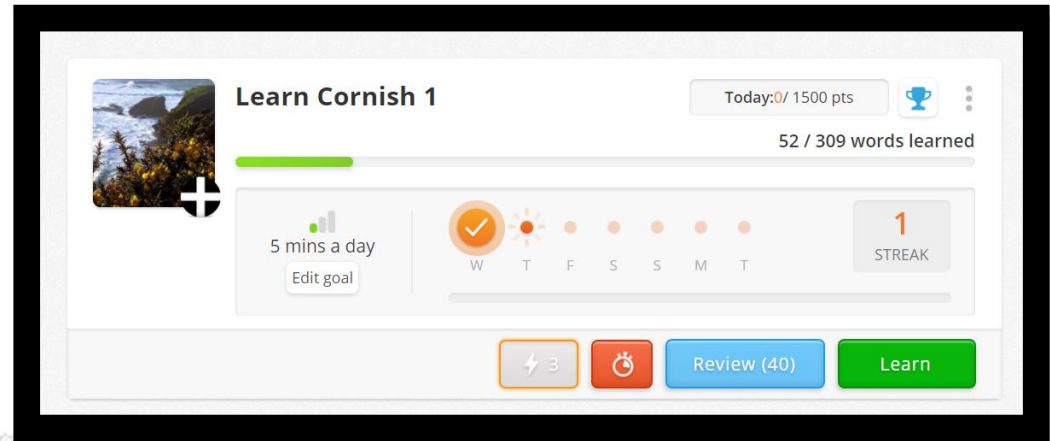 Learn Cornish 1
Today:0/ 1500 pts
52 / 309 words learned
5 mins a day
Edit goal
W T F S S M T
1
STREAK
3
Review (40)
Learn